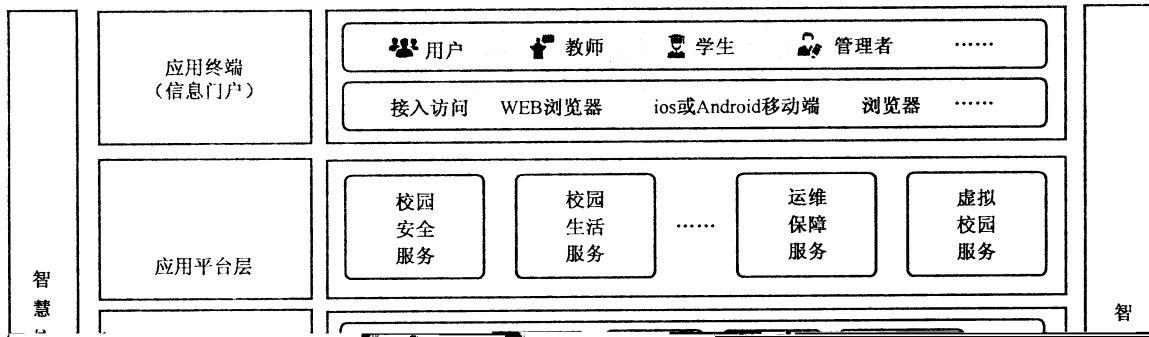 用户 教师 学生 管理者 ……
应用终端
（信息门户）
接入访问 WEB浏览器 ios或Android移动端 浏览器 ……
校园
安全
服务
校园
生活
服务
……
运维
保障
服务
虚拟
校园
服务
应用平台层
智
慧
智